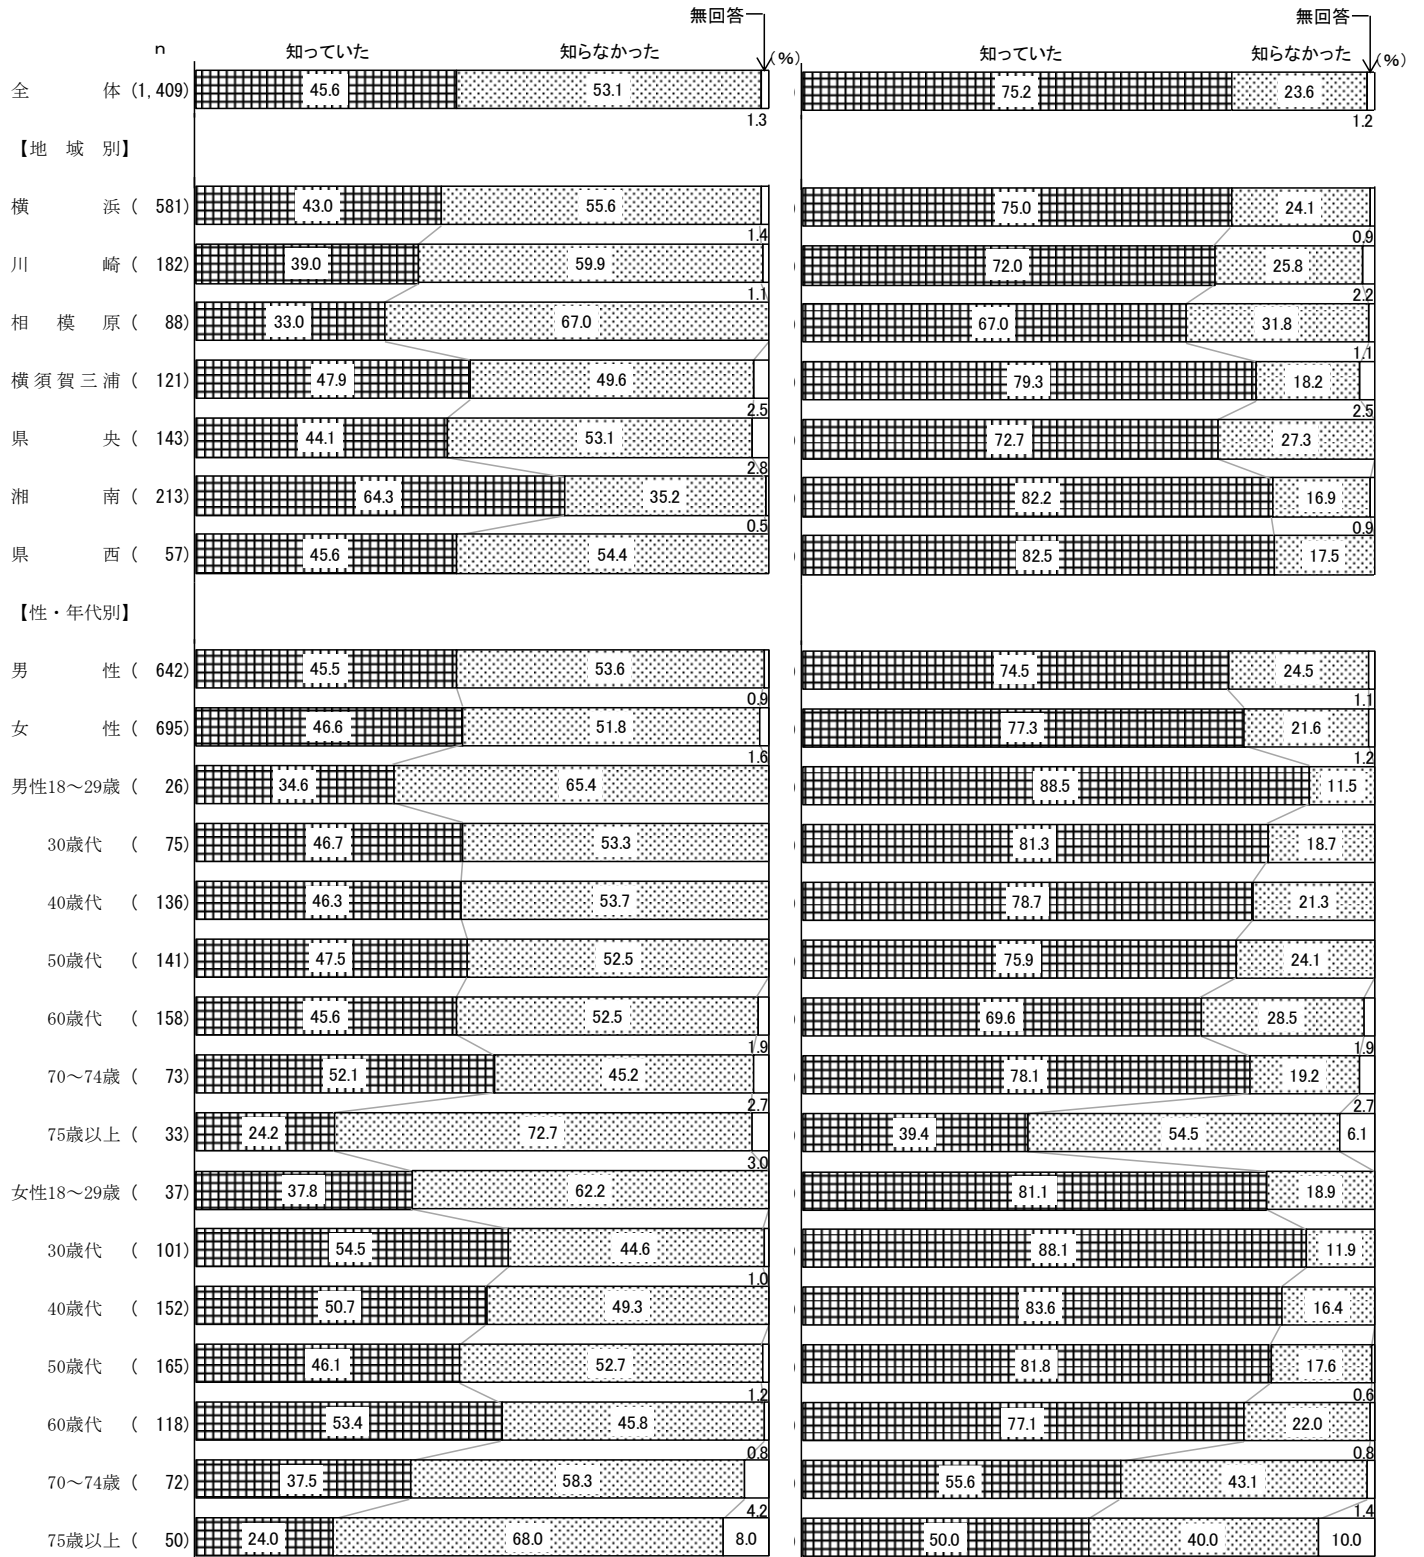 無回答 無回答
n 知っていた 知らなかった (%) 知っていた 知らなかった (%)
全 体 (1,409) 45.6 53.1 75.2 23.6
1.3 1.2
【地 域 別】
横 浜 ( 581) 43.0 55.6 75.0 24.1
1.4 0.9
川 崎 ( 182) 39.0 59.9 72.0 25.8
1.1 2.2
相 模 原 ( 88) 33.0 67.0 67.0 31.8
1.1
横須賀三浦 ( 121) 47.9 49.6 79.3 18.2
2.5 2.5
県 央 ( 143) 44.1 53.1 72.7 27.3
2.8
湘 南 ( 213) 64.3 35.2 82.2 16.9
0.5 0.9
県 西 ( 57) 45.6 54.4 82.5 17.5
【性・年代別】
男 性 ( 642) 45.5 53.6 74.5 24.5
0.9 1.1
女 性 ( 695) 46.6 51.8 77.3 21.6
1.6 1.2
男性18～29歳 ( 26) 34.6 65.4 88.5 11.5
30歳代 ( 75) 46.7 53.3 81.3 18.7
40歳代 ( 136) 46.3 53.7 78.7 21.3
50歳代 ( 141) 47.5 52.5 75.9 24.1
60歳代 ( 158) 45.6 52.5 69.6 28.5
1.9 1.9
70～74歳 ( 73) 52.1 45.2 78.1 19.2
2.7 2.7
75歳以上 ( 33) 24.2 72.7 39.4 54.5 6.1
3.0
女性18～29歳 ( 37) 37.8 62.2 81.1 18.9
30歳代 ( 101) 54.5 44.6 88.1 11.9
1.0
40歳代 ( 152) 50.7 49.3 83.6 16.4
50歳代 ( 165) 46.1 52.7 81.8 17.6
1.2 0.6
60歳代 ( 118) 53.4 45.8 77.1 22.0
0.8 0.8
70～74歳 ( 72) 37.5 58.3 55.6 43.1
4.2 1.4
75歳以上 ( 50) 24.0 68.0 8.0 50.0 40.0 10.0